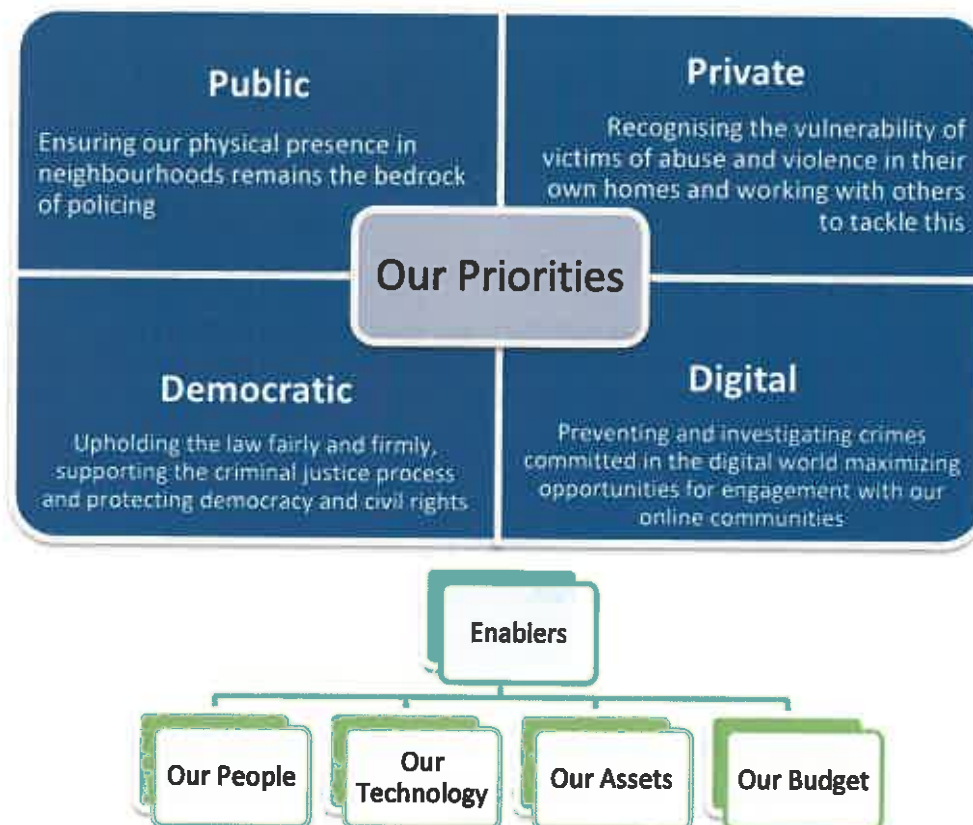 Public
Ensuring our physical presence in
neighbourhoods remains the bedrock
of policing
Private
Recognising the vulnerability of
victims of abuse and violence in their
own homes and working with others
to tackle this
Our Priorities
Democratic
Upholding the law fairly and firmly,
supporting the criminal justice process
and protecting democracy and civil rights
Digital
Preventing and investigating crimes
committed in the digital world maximizing
opportunities for engagement with our
online communities
Enablers
Our People
Our
Technology
Our Assets
Our Budget